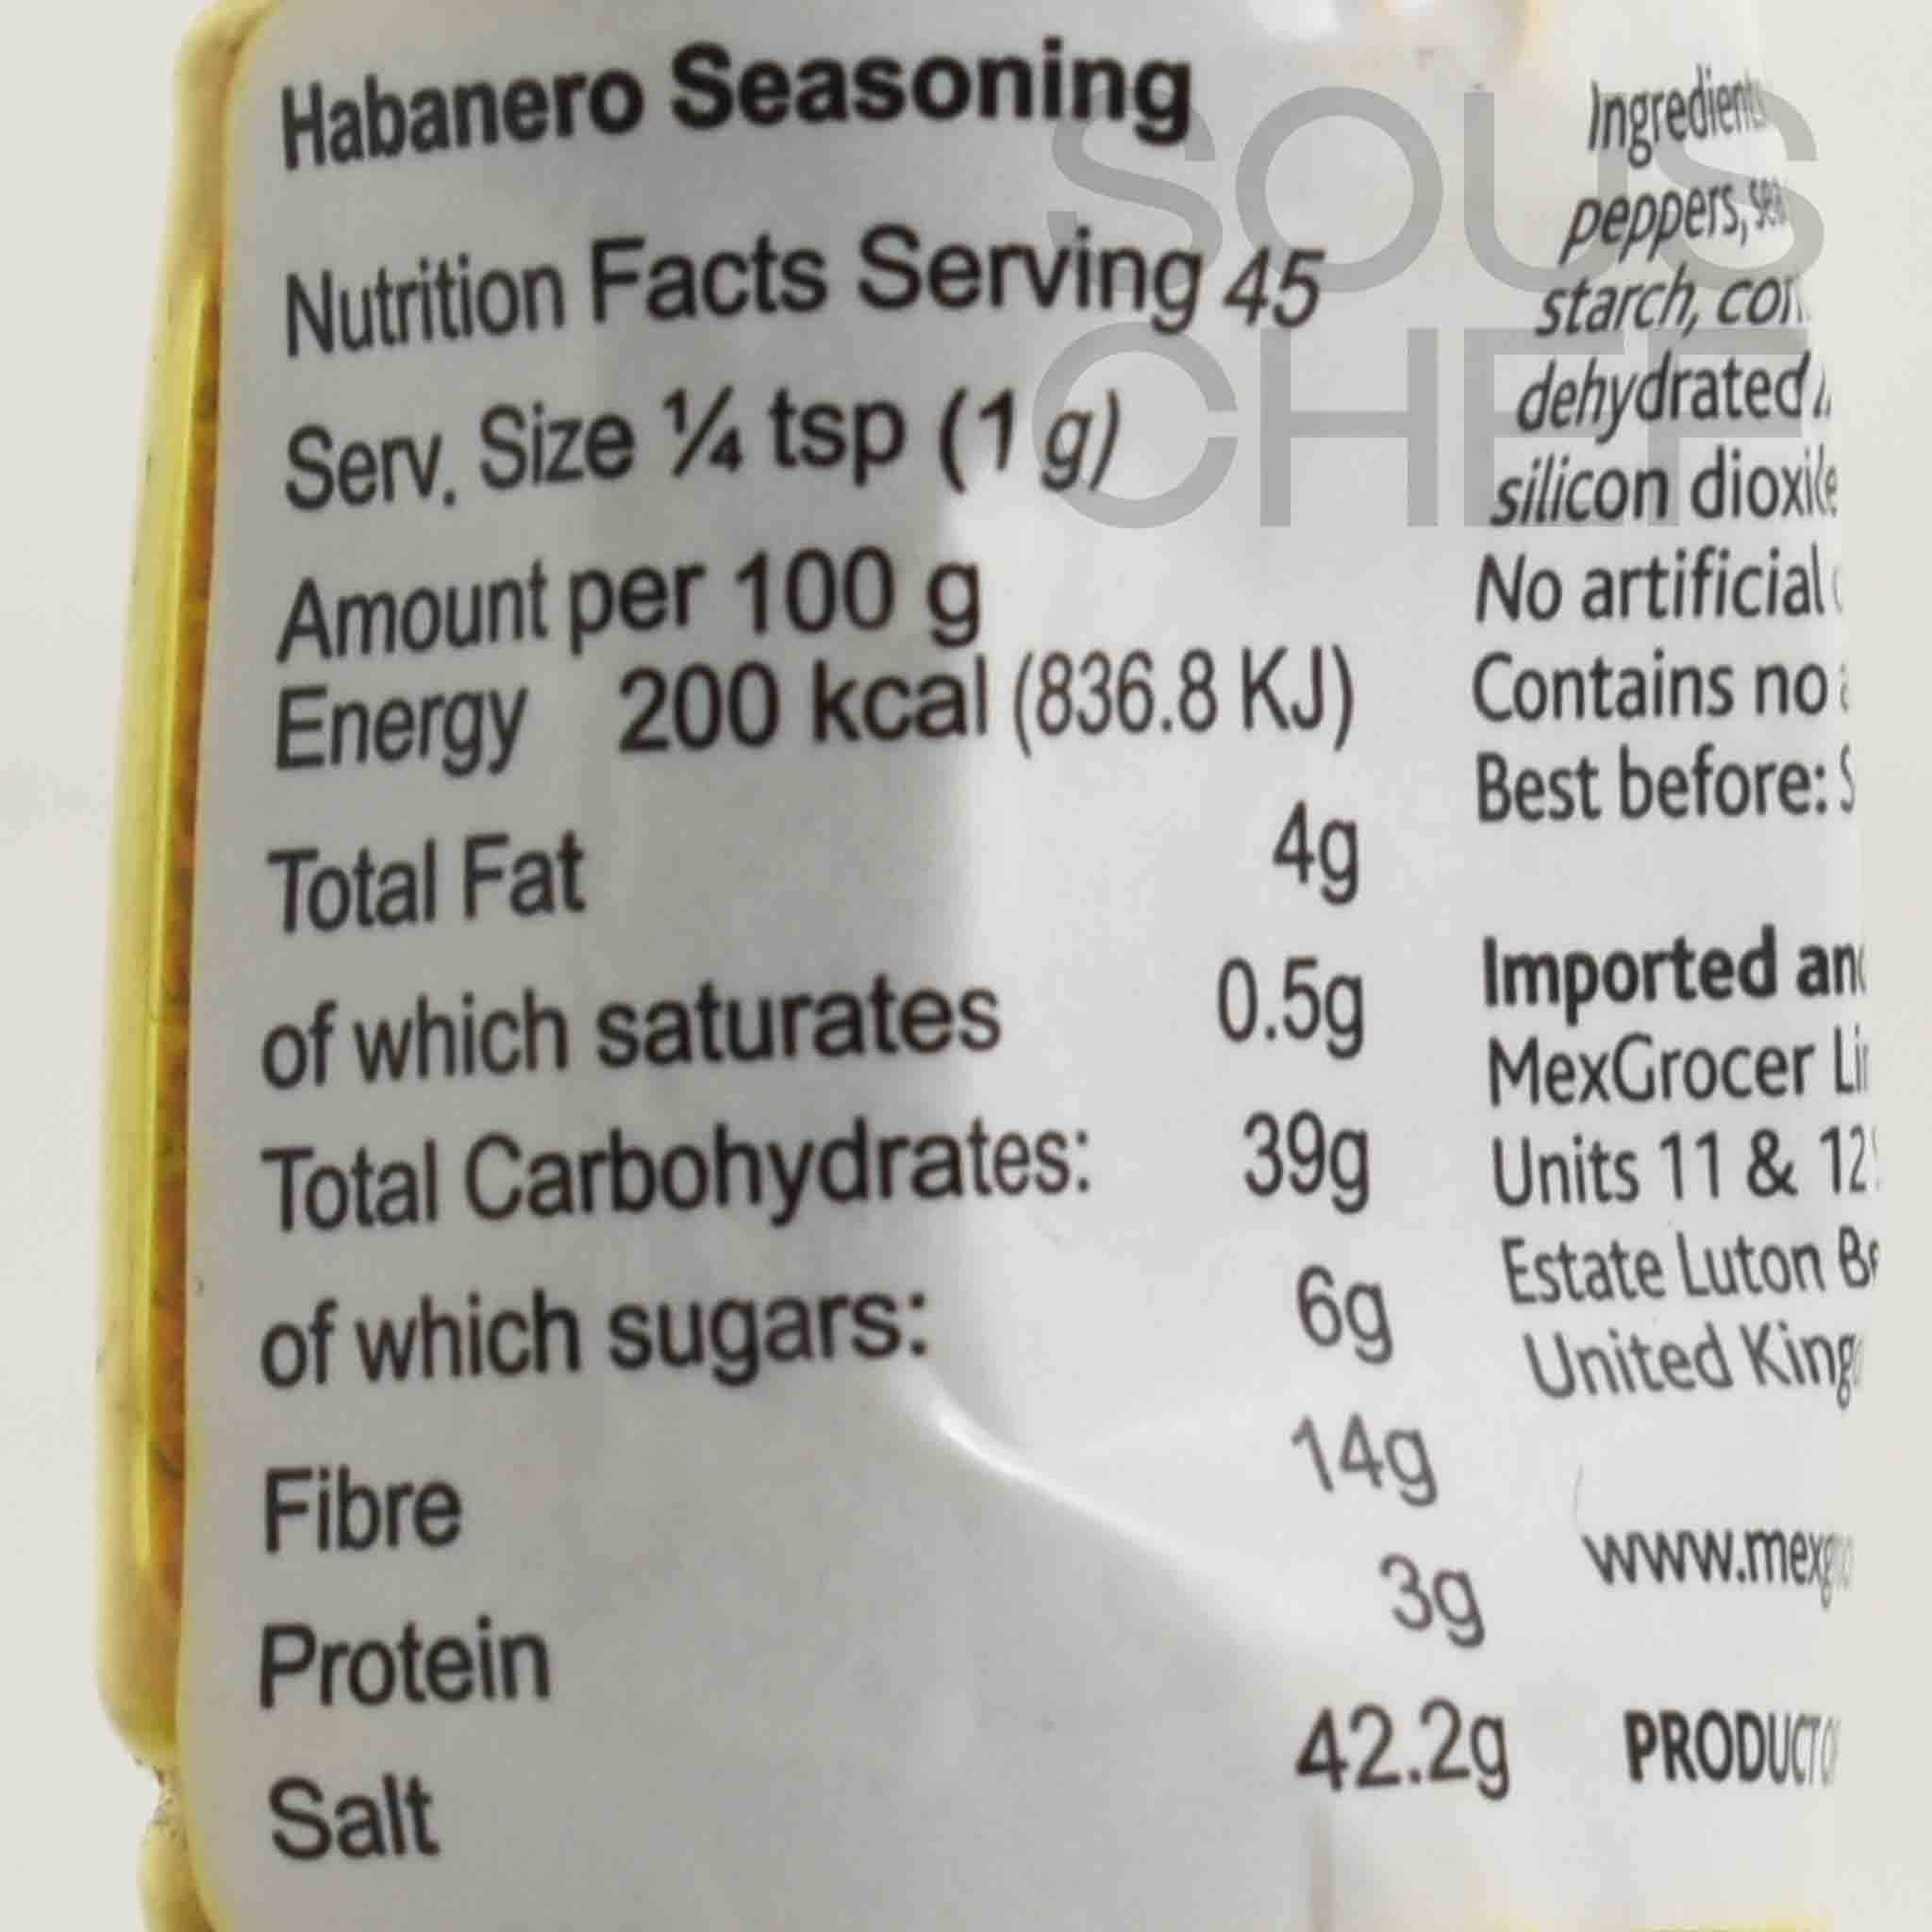 Habanero Seasoning
Nutrition Facts Serving 45
Serv. Size ¼ tsp (1 g)
Amount per 100 g
Energy 200 kcal (836.8 KJ)
Total Fat 4g
of which saturates 0.5g
Total Carbohydrates: 39g
of which sugars: 6g
Fibre 14g
Protein 3g
Salt 42.2g
peppers,
starch,
dehydrated
silicon
No artificial
Contains no
Best before:
Imported
MexGrocer
Units 11 & 12
Estate Luton
United
SOUS
CHEF